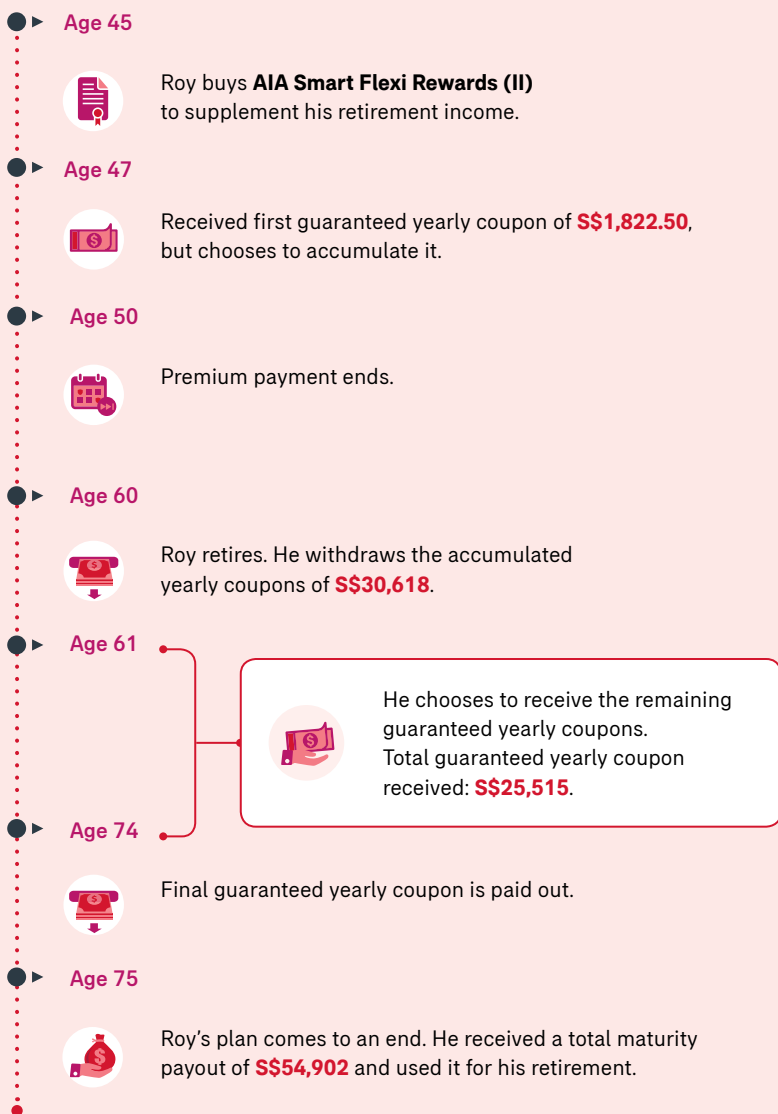 Age 45
Roy buys AIA Smart Flexi Rewards (II)
to supplement his retirement income.
Age 47
Received first guaranteed yearly coupon of S$1,822.50,
but chooses to accumulate it.
Age 50
Premium payment ends.
Age 60
Roy retires. He withdraws the accumulated
yearly coupons of S$30,618.
Age 61
He chooses to receive the remaining
guaranteed yearly coupons.
Total guaranteed yearly coupon
received: S$25,515.
Age 74
Final guaranteed yearly coupon is paid out.
Age 75
Roy's plan comes to an end. He received a total maturity
payout of S$54,902 and used it for his retirement.